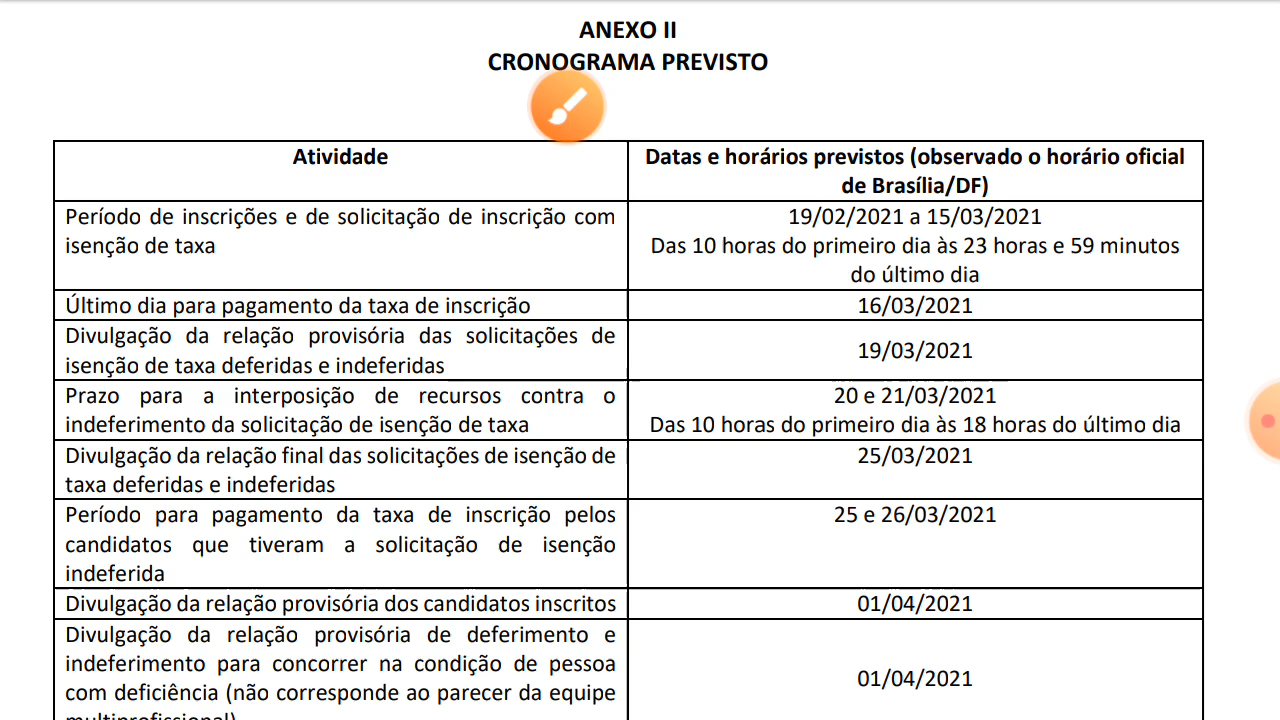 ANEXO II
CRONOGRAMA PREVISTO
Atividade
Datas e horários previstos (observado o horário oficial
de Brasília/DF)
Período de inscrições e de solicitação de inscrição com
isenção de taxa
19/02/2021 a 15/03/2021
Das 10 horas do primeiro dia às 23 horas e 59 minutos
do último dia
Último dia para pagamento da taxa de inscrição
16/03/2021
Divulgação da relação provisória das solicitações de
isenção de taxa deferidas e indeferidas
19/03/2021
Prazo para a interposição de recursos contra o
indeferimento da solicitação de isenção de taxa
20 e 21/03/2021
Das 10 horas do primeiro dia às 18 horas do último dia
Divulgação da relação final das solicitações de isenção de
taxa deferidas e indeferidas
25/03/2021
Período para pagamento da taxa de inscrição pelos
candidatos que tiveram a solicitação de isenção
indeferida
25 e 26/03/2021
Divulgação da relação provisória dos candidatos inscritos
01/04/2021
Divulgação da relação provisória de deferimento e
indeferimento para concorrer na condição de pessoa
com deficiência (não corresponde ao parecer da equipe
multiprofissional)
01/04/2021